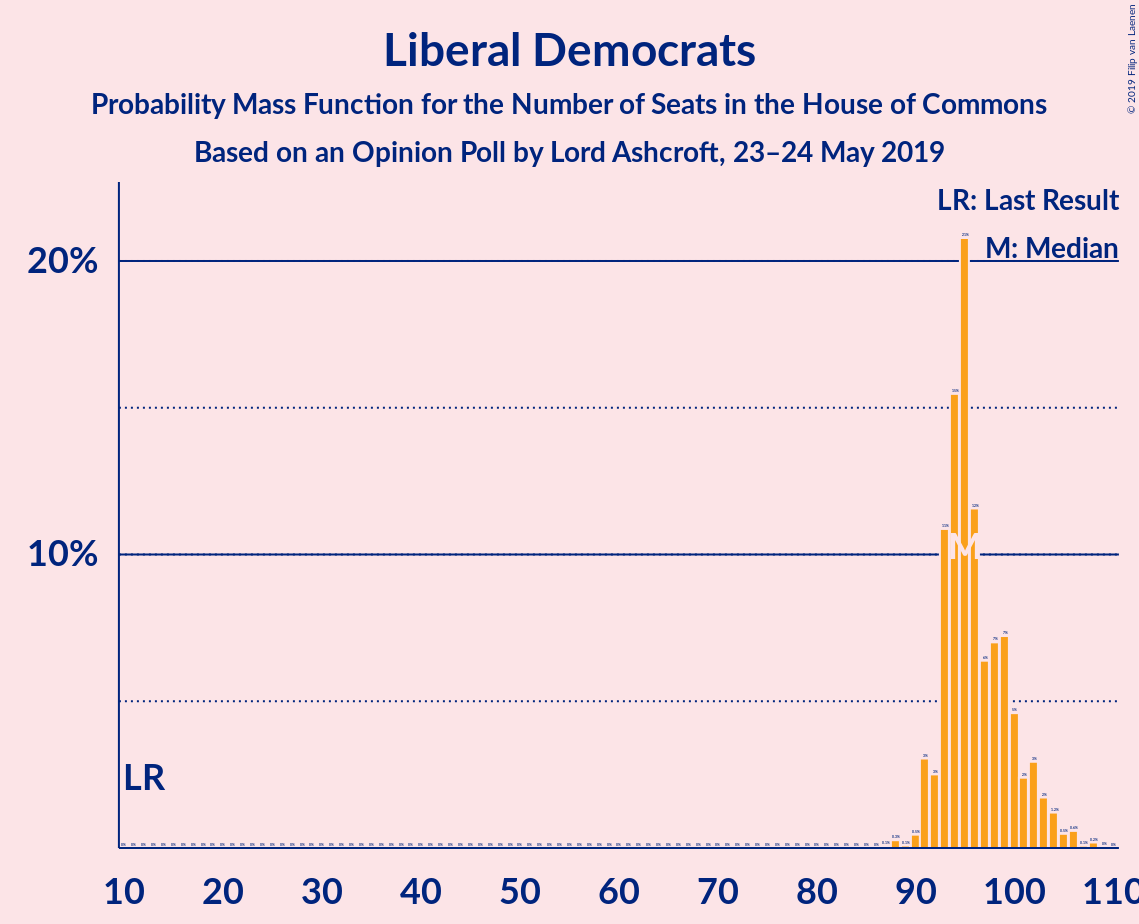 © 2019 Filip van Laenen
Liberal Democrats
Probability Mass Function for the Number of Seats in the House of Commons
Based on an Opinion Poll by Lord Ashcroft, 23–24 May 2019
LR: Last Result
M: Median
20%
10%
M
LR
10 20 30 40 50 60 70 80 90 100 110